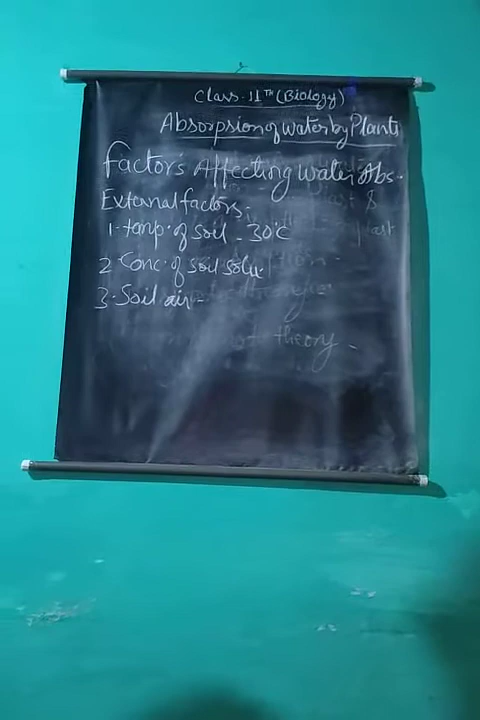 Class-11TH (Biology)
Absorpsion of water by Plants
Factors Affecting water Abs.
External factors,
1. temp. of soil - 30°C
2 Conc. of soil solu.
3. Soil air -
theory -